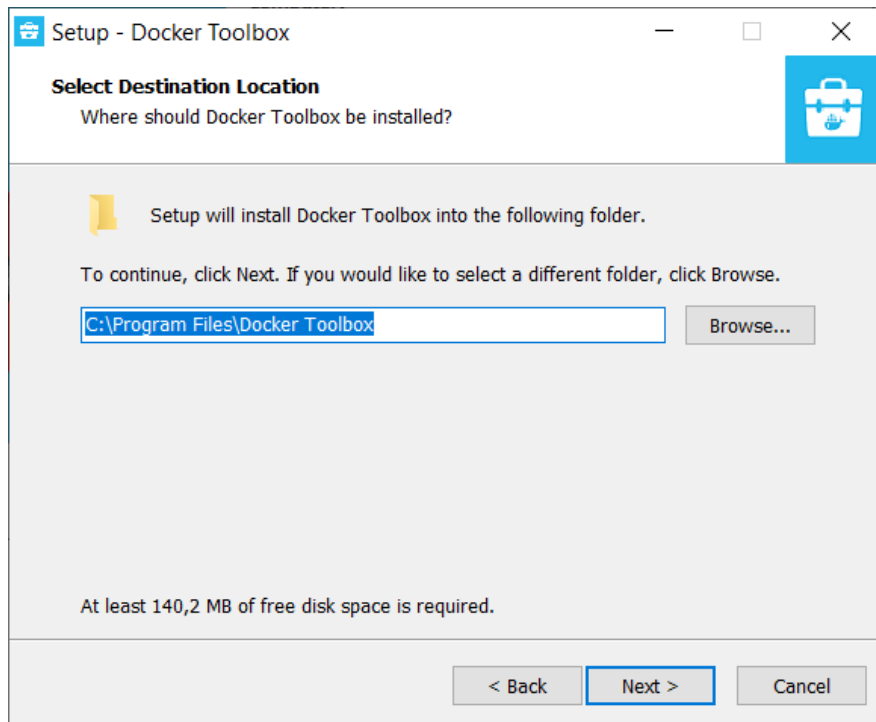 Setup - Docker Toolbox
Select Destination Location
Where should Docker Toolbox be installed?
Setup will install Docker Toolbox into the following folder.
To continue, click Next. If you would like to select a different folder, click Browse.
C:\Program Files\Docker Toolbox
Browse...
At least 140,2 MB of free disk space is required.
< Back
Next >
Cancel